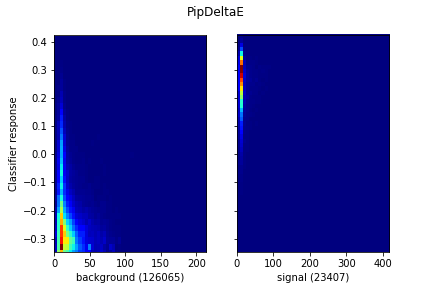 PipDeltaE
Classifier response
0.4
0.3
0.2
0.1
0.0
−0.1
−0.2
−0.3
0 50 100 150 200
background (126065)
0 100 200 300 400
signal (23407)